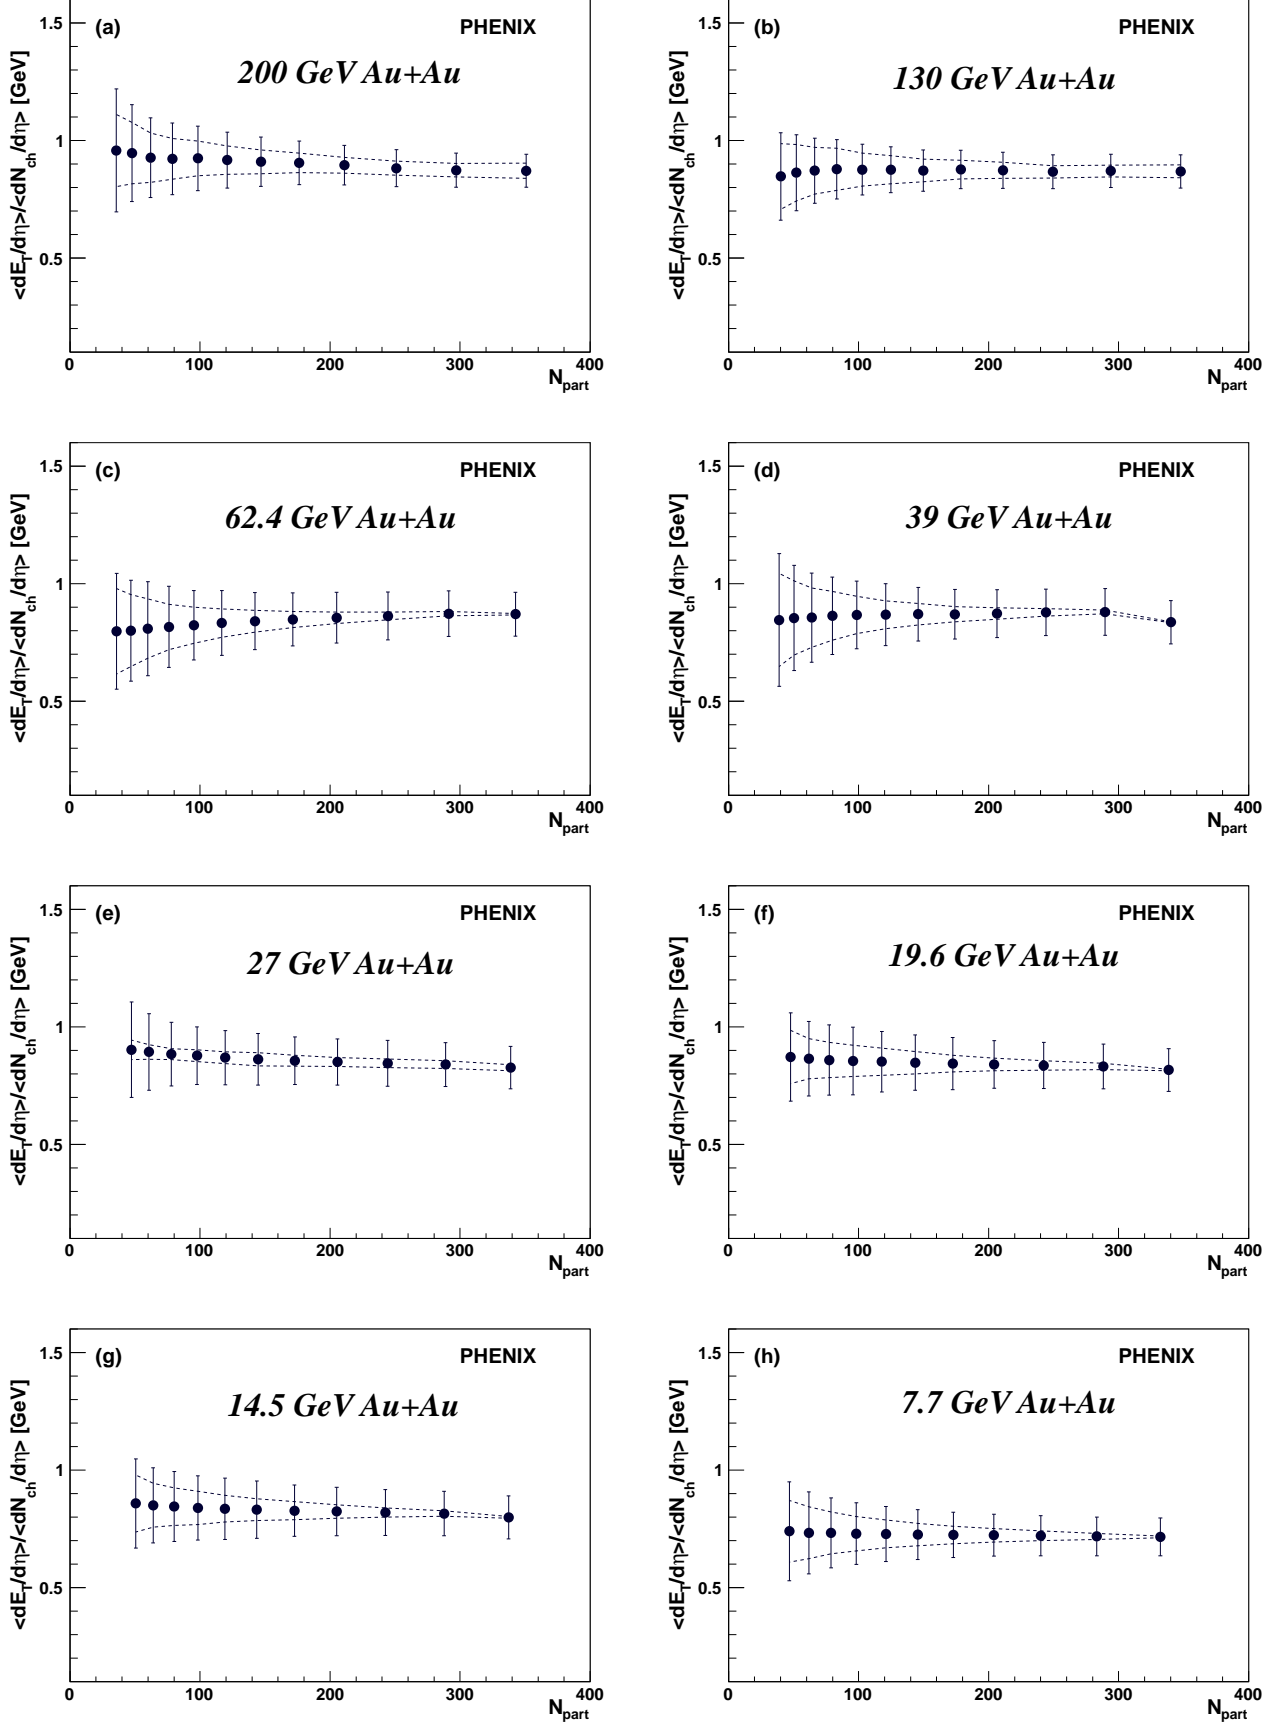 (a) PHENIX
200 GeV Au+Au
<dE_T/dη>/<dN_ch/dη> [GeV]
1.5
1
0.5
0 100 200 300 400
N_part
(b) PHENIX
130 GeV Au+Au
<dE_T/dη>/<dN_ch/dη> [GeV]
1.5
1
0.5
0 100 200 300 400
N_part
(c) PHENIX
62.4 GeV Au+Au
<dE_T/dη>/<dN_ch/dη> [GeV]
1.5
1
0.5
0 100 200 300 400
N_part
(d) PHENIX
39 GeV Au+Au
<dE_T/dη>/<dN_ch/dη> [GeV]
1.5
1
0.5
0 100 200 300 400
N_part
(e) PHENIX
27 GeV Au+Au
<dE_T/dη>/<dN_ch/dη> [GeV]
1.5
1
0.5
0 100 200 300 400
N_part
(f) PHENIX
19.6 GeV Au+Au
<dE_T/dη>/<dN_ch/dη> [GeV]
1.5
1
0.5
0 100 200 300 400
N_part
(g) PHENIX
14.5 GeV Au+Au
<dE_T/dη>/<dN_ch/dη> [GeV]
1.5
1
0.5
0 100 200 300 400
N_part
(h) PHENIX
7.7 GeV Au+Au
<dE_T/dη>/<dN_ch/dη> [GeV]
1.5
1
0.5
0 100 200 300 400
N_part